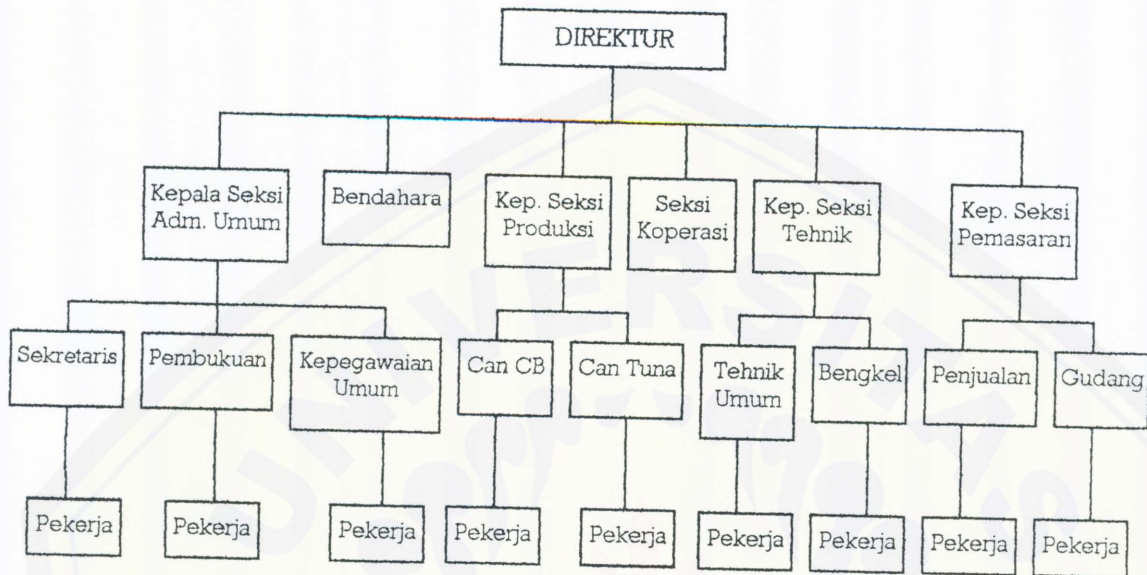 DIREKTUR
Kepala Seksi
Adm. Umum
Bendahara
Kep. Seksi
Produksi
Seksi
Koperasi
Kep. Seksi
Tehnik
Kep. Seksi
Pemasaran
Sekretaris
Pembukuan
Kepegawaian
Umum
Can CB
Can Tuna
Tehnik
Umum
Bengkel
Penjualan
Gudang
Pekerja
Pekerja
Pekerja
Pekerja
Pekerja
Pekerja
Pekerja
Pekerja
Pekerja
UNIVERSITAS